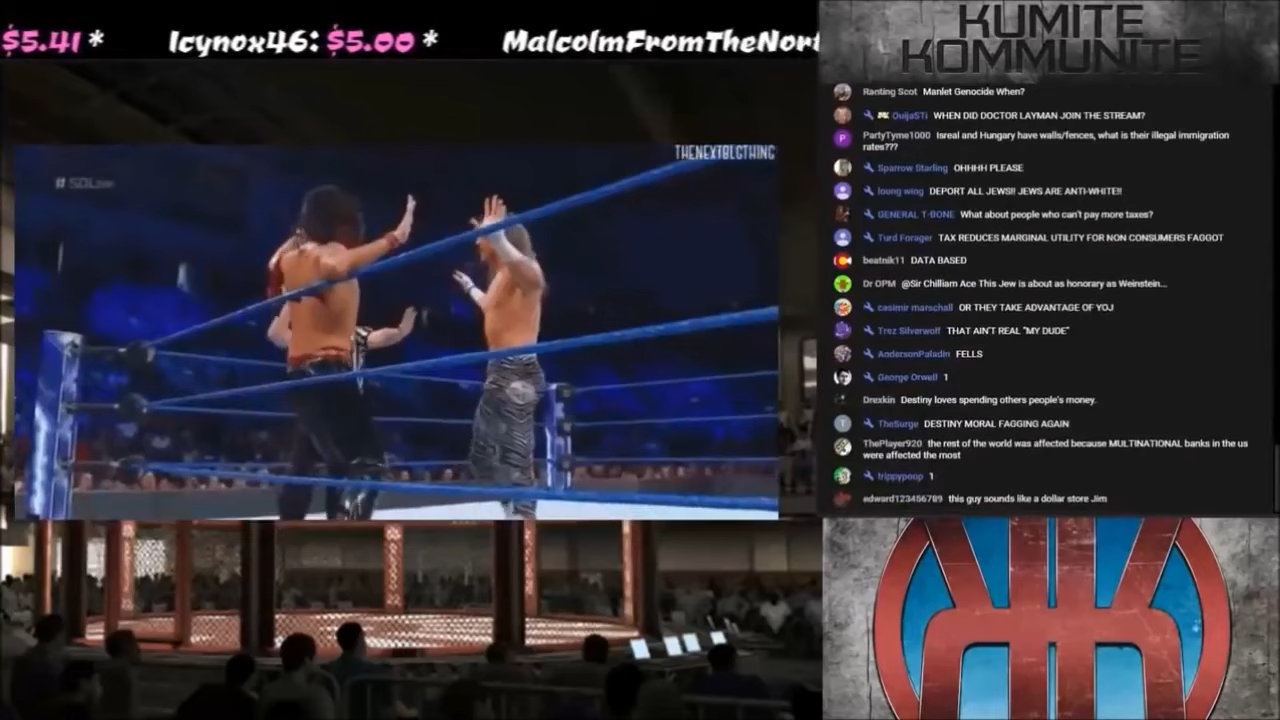 $5.41 * Icynox46: $5.00 * MalcolmFromTheNort
KUMITE
KOMMUNITE
THENEXTBIGTHING
# SDLive
Ranting Scot Manlet Genocide When?
OuijaSTi WHEN DID DOCTOR LAYMAN JOIN THE STREAM?
PartyTyme1000 Isreal and Hungary have walls/fences, what is their illegal immigration
rates???
Sparrow Starling OHHHH PLEASE
loung wing DEPORT ALL JEWS!! JEWS ARE ANTI-WHITE!!
GENERAL T-BONE What about people who can't pay more taxes?
Turd Forager TAX REDUCES MARGINAL UTILITY FOR NON CONSUMERS FAGGOT
beatnik11 DATA BASED
Dr OPM @Sir Chilliam Ace This Jew is about as honorary as Weinstein...
casimir marschall OR THEY TAKE ADVANTAGE OF YOJ
Trez Silverwolf THAT AIN'T REAL "MY DUDE"
AndersonPaladin FELLS
George Orwell 1
Drexkin Destiny loves spending others people's money.
T TheSurge DESTINY MORAL FAGGING AGAIN
ThePlayer920 the rest of the world was affected because MULTINATIONAL banks in the us
were affected the most
trippypoop 1
edward123456789 this guy sounds like a dollar store Jim